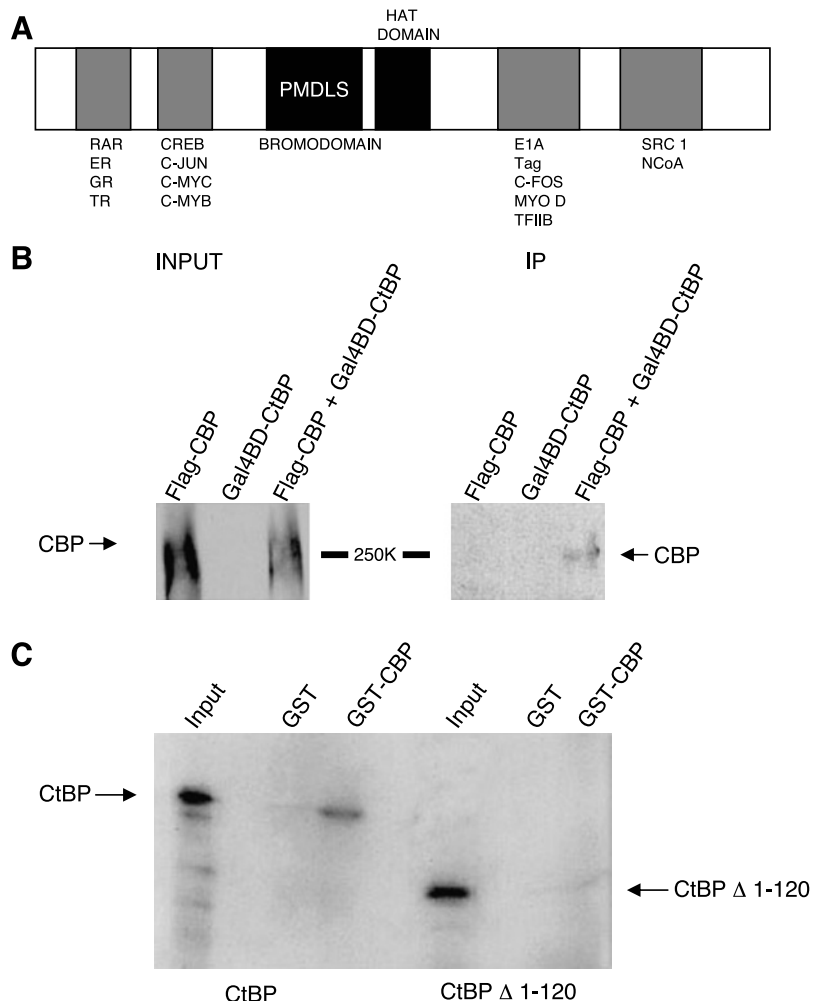 A
HAT
DOMAIN
PMDLS
RAR
ER
GR
TR
CREB
C-JUN
C-MYC
C-MYB
BROMODOMAIN
E1A
Tag
C-FOS
MYO D
TFIIB
SRC 1
NCoA
B
INPUT
IP
Flag-CBP
Gal4BD-CtBP
Flag-CBP + Gal4BD-CtBP
Flag-CBP
Gal4BD-CtBP
Flag-CBP + Gal4BD-CtBP
CBP
250K
CBP
C
Input
GST
GST-CBP
Input
GST
GST-CBP
CtBP
CtBP Δ 1-120
CtBP
CtBP Δ 1-120